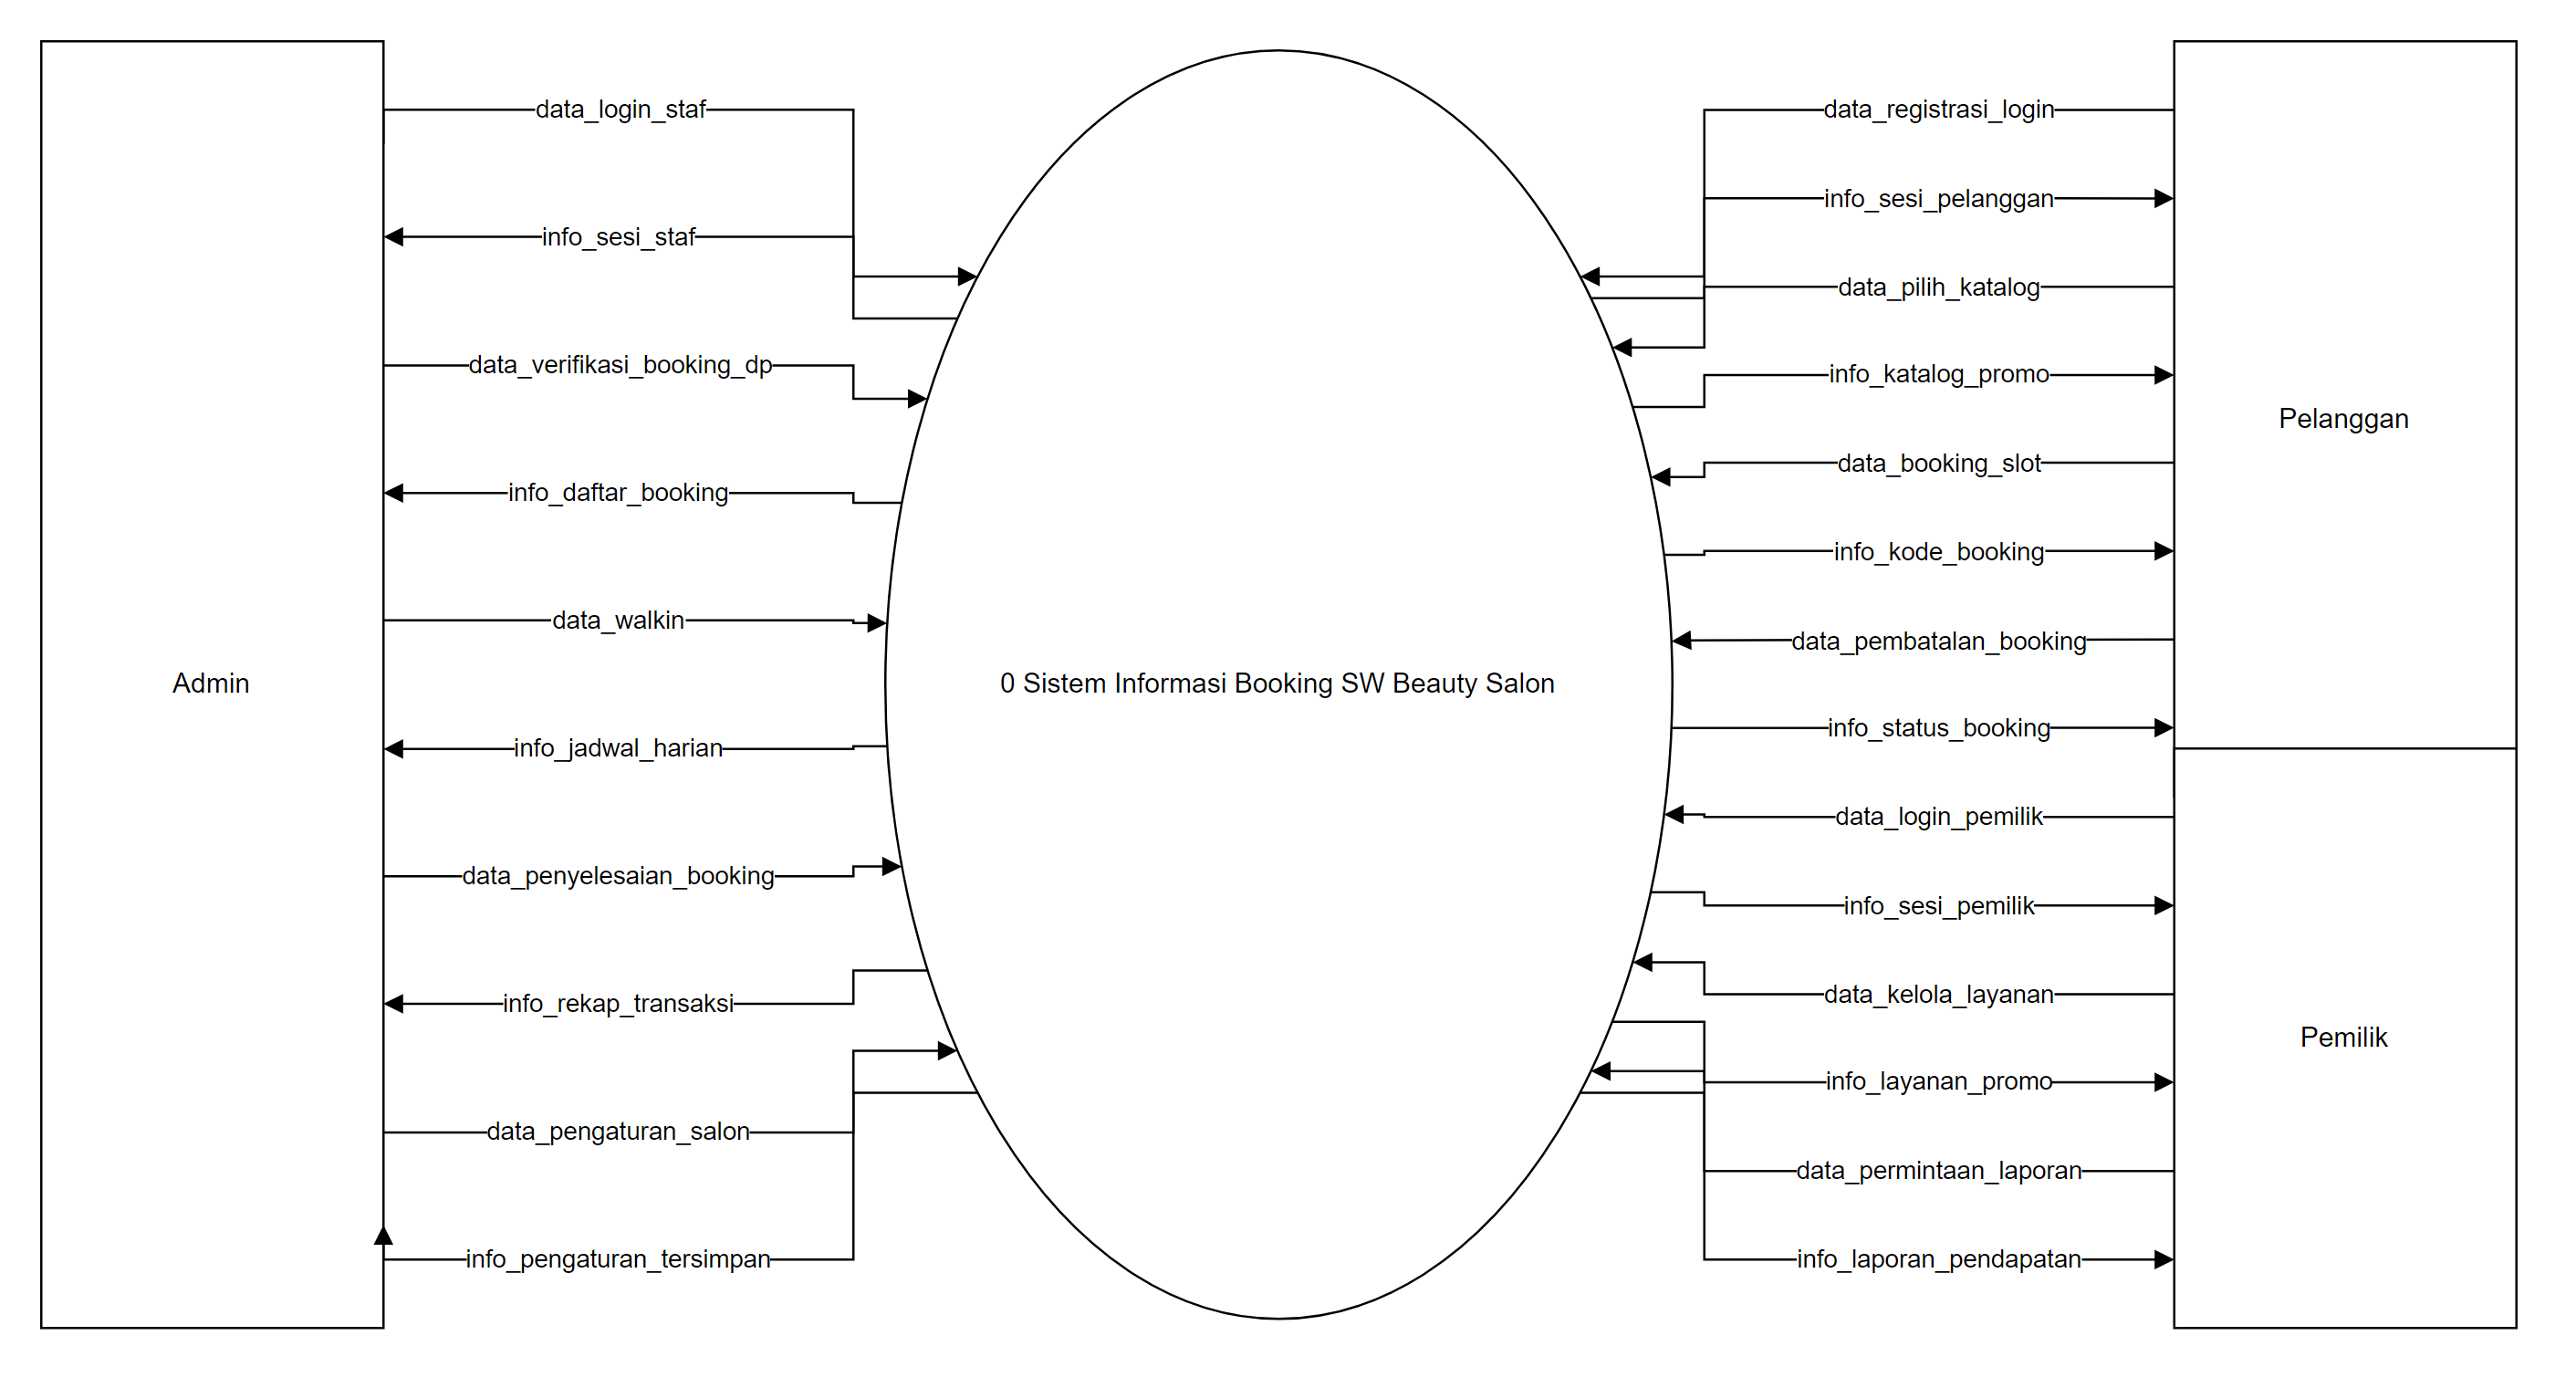 Admin
data_login_staf
info_sesi_staf
data_verifikasi_booking_dp
info_daftar_booking
data_walkin
info_jadwal_harian
data_penyelesaian_booking
info_rekap_transaksi
data_pengaturan_salon
info_pengaturan_tersimpan
0 Sistem Informasi Booking SW Beauty Salon
data_registrasi_login
info_sesi_pelanggan
data_pilih_katalog
info_katalog_promo
data_booking_slot
info_kode_booking
data_pembatalan_booking
info_status_booking
data_login_pemilik
info_sesi_pemilik
data_kelola_layanan
info_layanan_promo
data_permintaan_laporan
info_laporan_pendapatan
Pelanggan
Pemilik